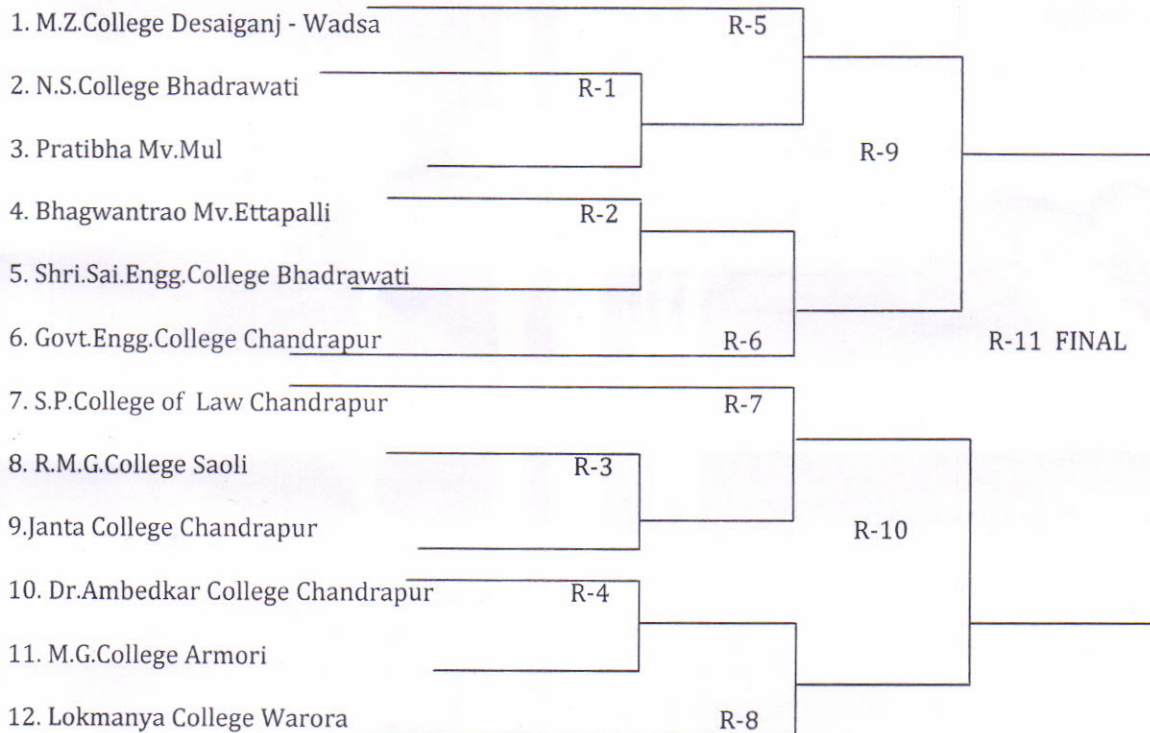 1. M.Z.College Desaiganj - Wadsa R-5
2. N.S.College Bhadrawati R-1
3. Pratibha Mv.Mul R-9
4. Bhagwantrao Mv.Ettapalli R-2
5. Shri.Sai.Engg.College Bhadrawati
6. Govt.Engg.College Chandrapur R-6 R-11 FINAL
7. S.P.College of Law Chandrapur R-7
8. R.M.G.College Saoli R-3
9.Janta College Chandrapur R-10
10. Dr.Ambedkar College Chandrapur R-4
11. M.G.College Armori
12. Lokmanya College Warora R-8